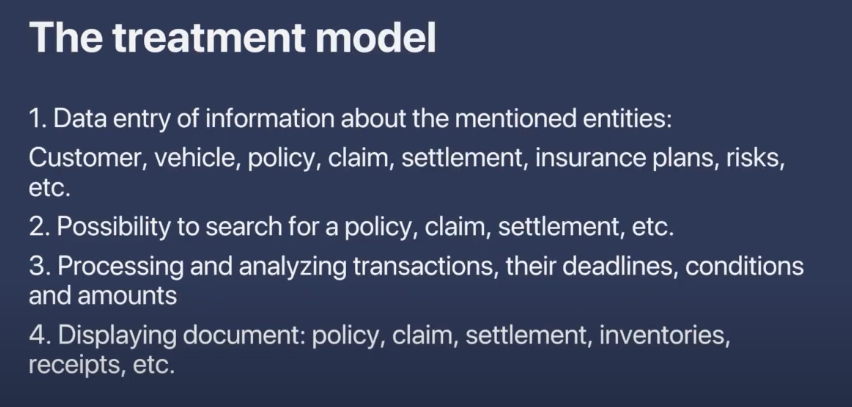 The treatment model
1. Data entry of information about the mentioned entities:
Customer, vehicle, policy, claim, settlement, insurance plans, risks,
etc.
2. Possibility to search for a policy, claim, settlement, etc.
3. Processing and analyzing transactions, their deadlines, conditions
and amounts
4. Displaying document: policy, claim, settlement, inventories,
receipts, etc.